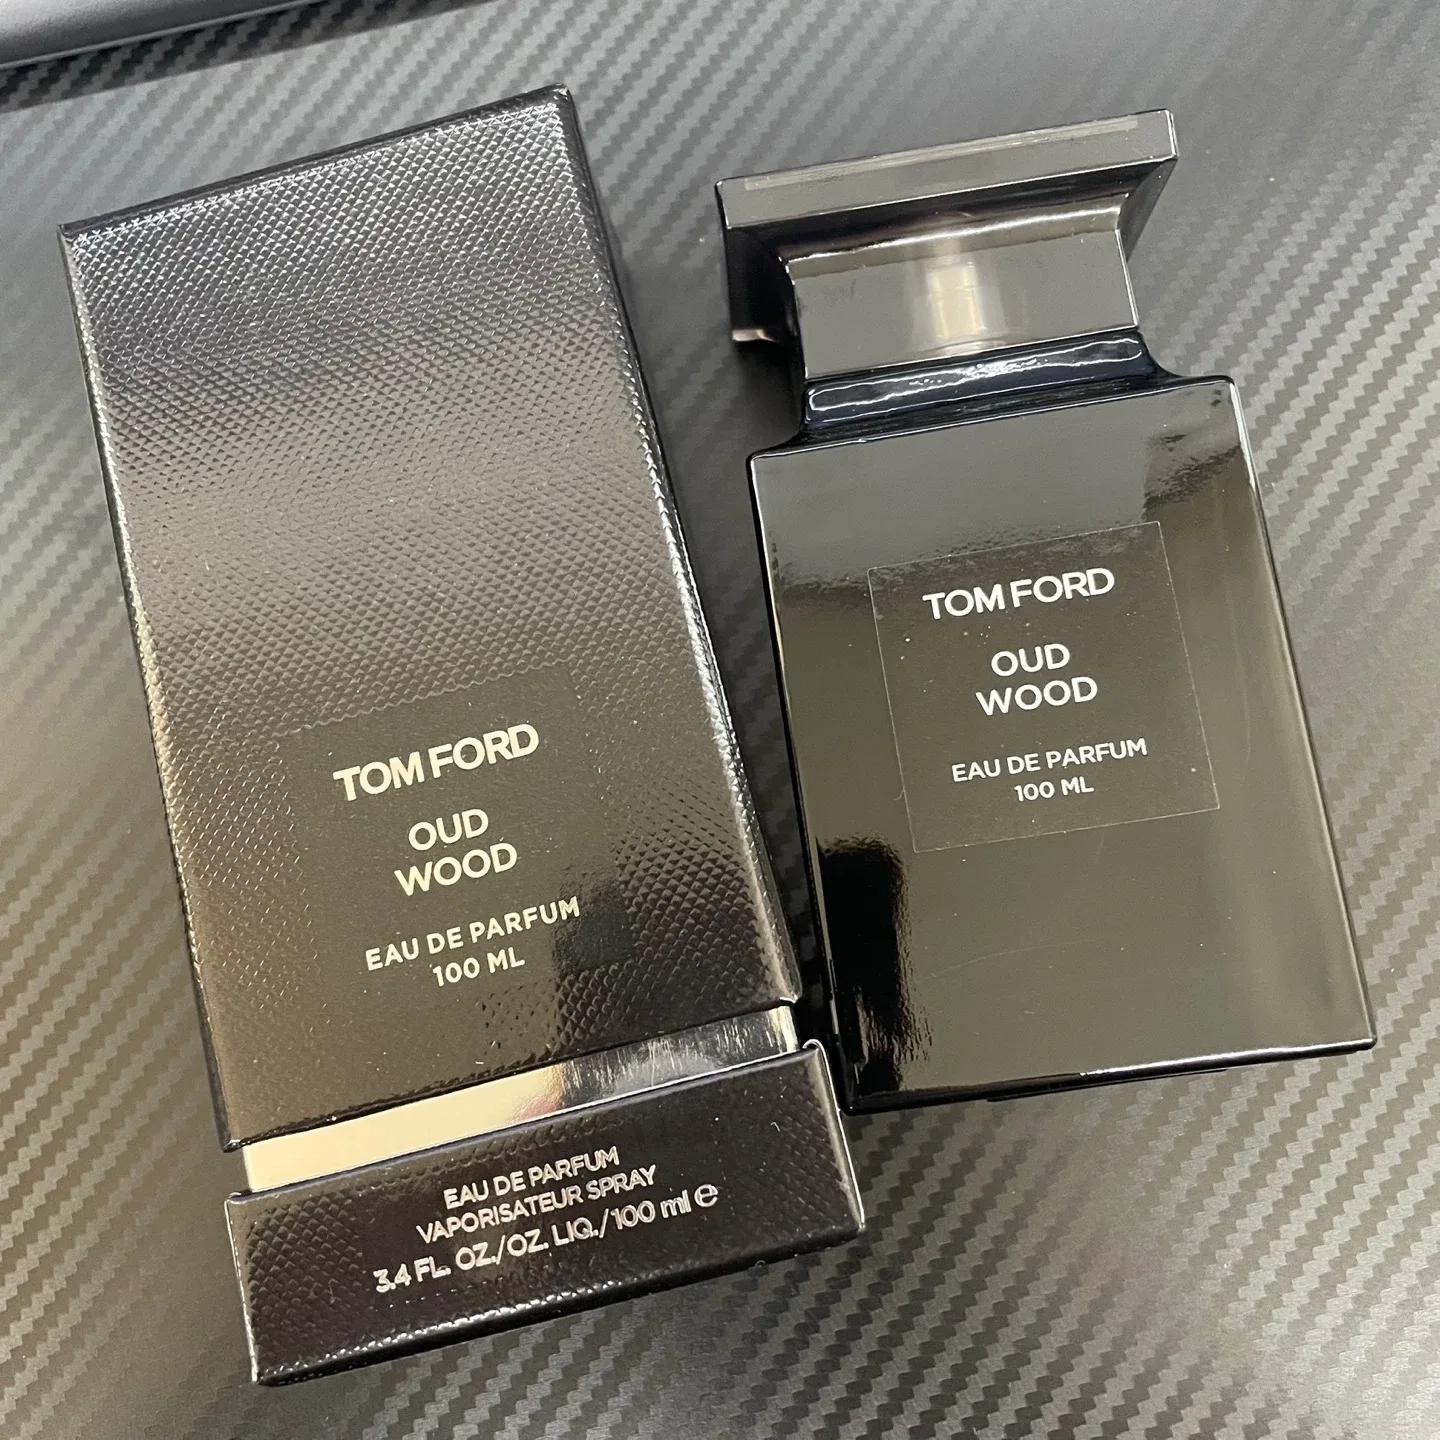 TOM FORD
OUD
WOOD
EAU DE PARFUM
100 ML
EAU DE PARFUM
VAPORISATEUR SPRAY
3.4 FL. OZ./OZ. LIQ./100 ml ℮
TOM FORD
OUD
WOOD
EAU DE PARFUM
100 ML